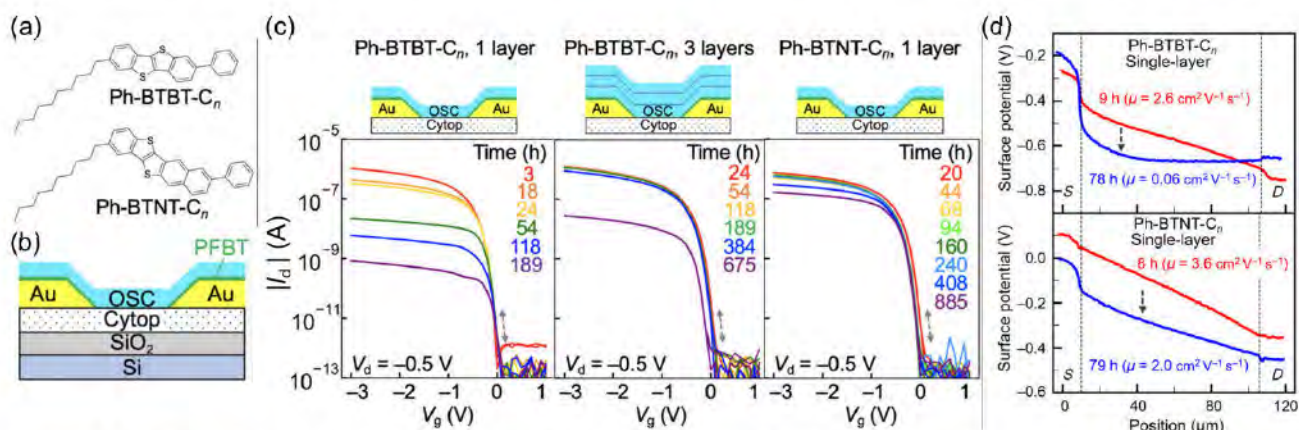 (a)
S
S
Ph-BTBT-Cn
S
S
Ph-BTNT-Cn
(b)
PFBT
Au OSC Au
Cytop
SiO2
Si
(c)
Ph-BTBT-Cn, 1 layer
Au OSC Au
Cytop
Ph-BTBT-Cn, 3 layers
Au OSC Au
Cytop
Ph-BTNT-Cn, 1 layer
Au OSC Au
Cytop
|Id| (A)
10−5
10−7
10−9
10−11
10−13
Time (h)
3
18
24
54
118
189
Vd = −0.5 V
−3 −2 −1 0 1
Vg (V)
Time (h)
24
54
118
189
384
675
Vd = −0.5 V
−3 −2 −1 0 1
Vg (V)
Time (h)
20
44
68
94
160
240
408
885
Vd = −0.5 V
−3 −2 −1 0 1
Vg (V)
(d)
Surface potential (V)
−0.2
−0.4
−0.6
−0.8
Ph-BTBT-Cn
Single-layer
9 h (μ = 2.6 cm2 V−1 s−1)
78 h (μ = 0.06 cm2 V−1 s−1)
S D
Surface potential (V)
0.0
−0.2
−0.4
−0.6
Ph-BTNT-Cn
Single-layer
6 h (μ = 3.6 cm2 V−1 s−1)
79 h (μ = 2.0 cm2 V−1 s−1)
S D
0 40 80 120
Position (μm)